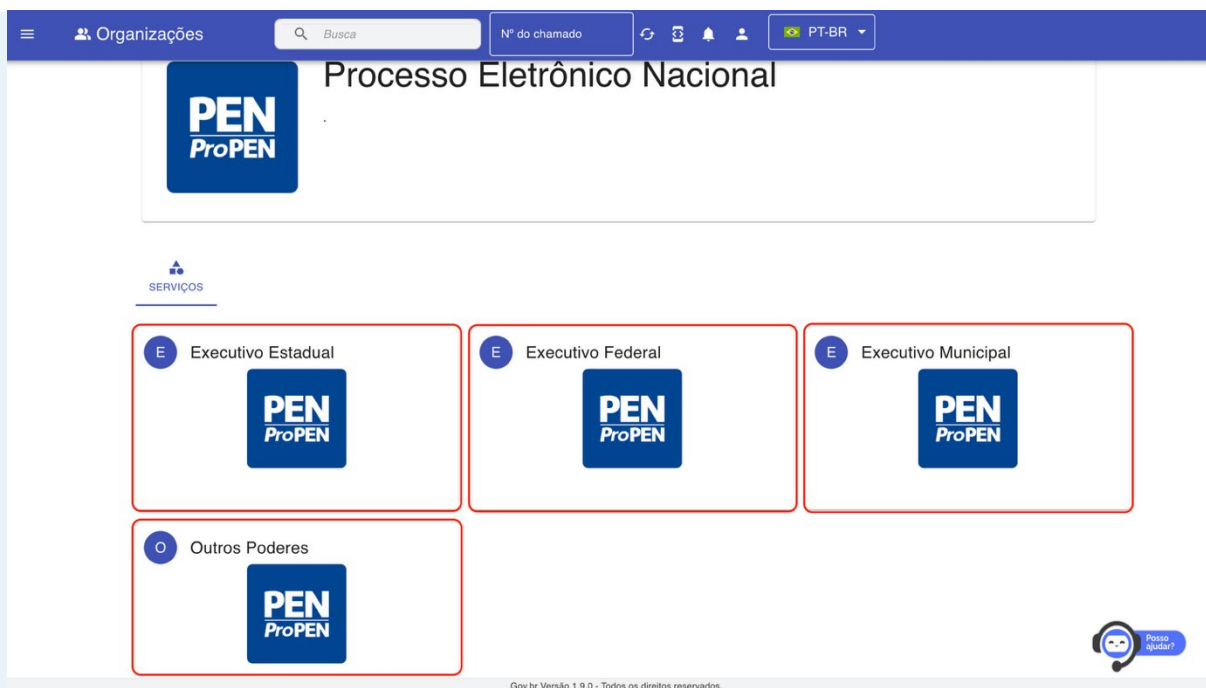 Organizações
Busca
Nº do chamado
PT-BR
Processo Eletrônico Nacional
.
PEN
ProPEN
SERVIÇOS
E Executivo Estadual
PEN
ProPEN
E Executivo Federal
PEN
ProPEN
E Executivo Municipal
PEN
ProPEN
O Outros Poderes
PEN
ProPEN
Posso
ajudar?
Gov.br Versão 1.9.0 - Todos os direitos reservados.